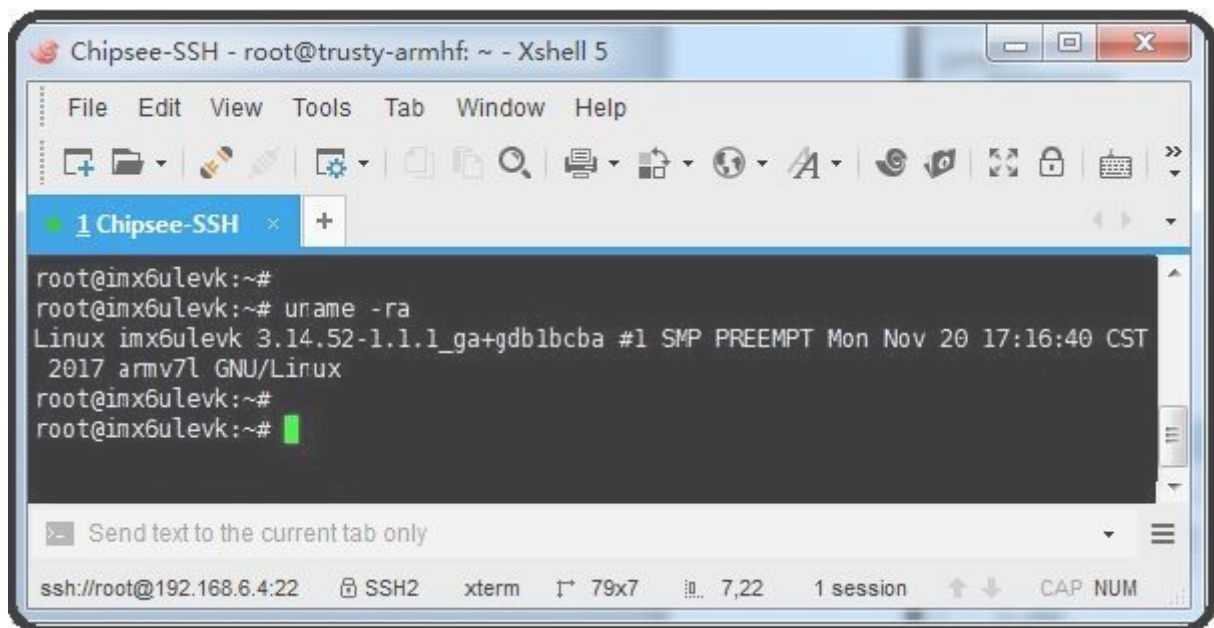 Chipsee-SSH - root@trusty-armhf: ~ - Xshell 5
File Edit View Tools Tab Window Help
1 Chipsee-SSH × +
root@imx6ulevk:~#
root@imx6ulevk:~# uname -ra
Linux imx6ulevk 3.14.52-1.1.1_ga+gdb1bcba #1 SMP PREEMPT Mon Nov 20 17:16:40 CST
2017 armv7l GNU/Linux
root@imx6ulevk:~#
root@imx6ulevk:~#
Send text to the current tab only
ssh://root@192.168.6.4:22 SSH2 xterm 79x7 7,22 1 session CAP NUM